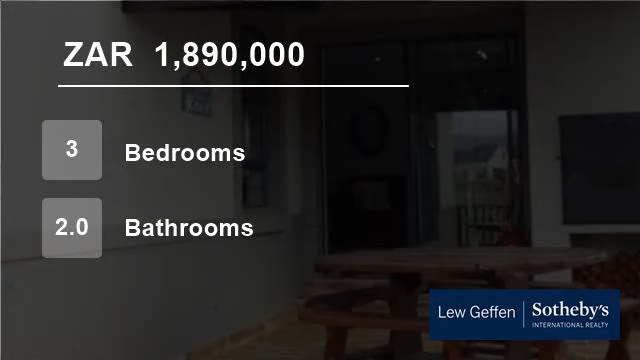 ZAR 1,890,000
3 Bedrooms
2.0 Bathrooms
Lew Geffen | Sotheby's
INTERNATIONAL REALTY